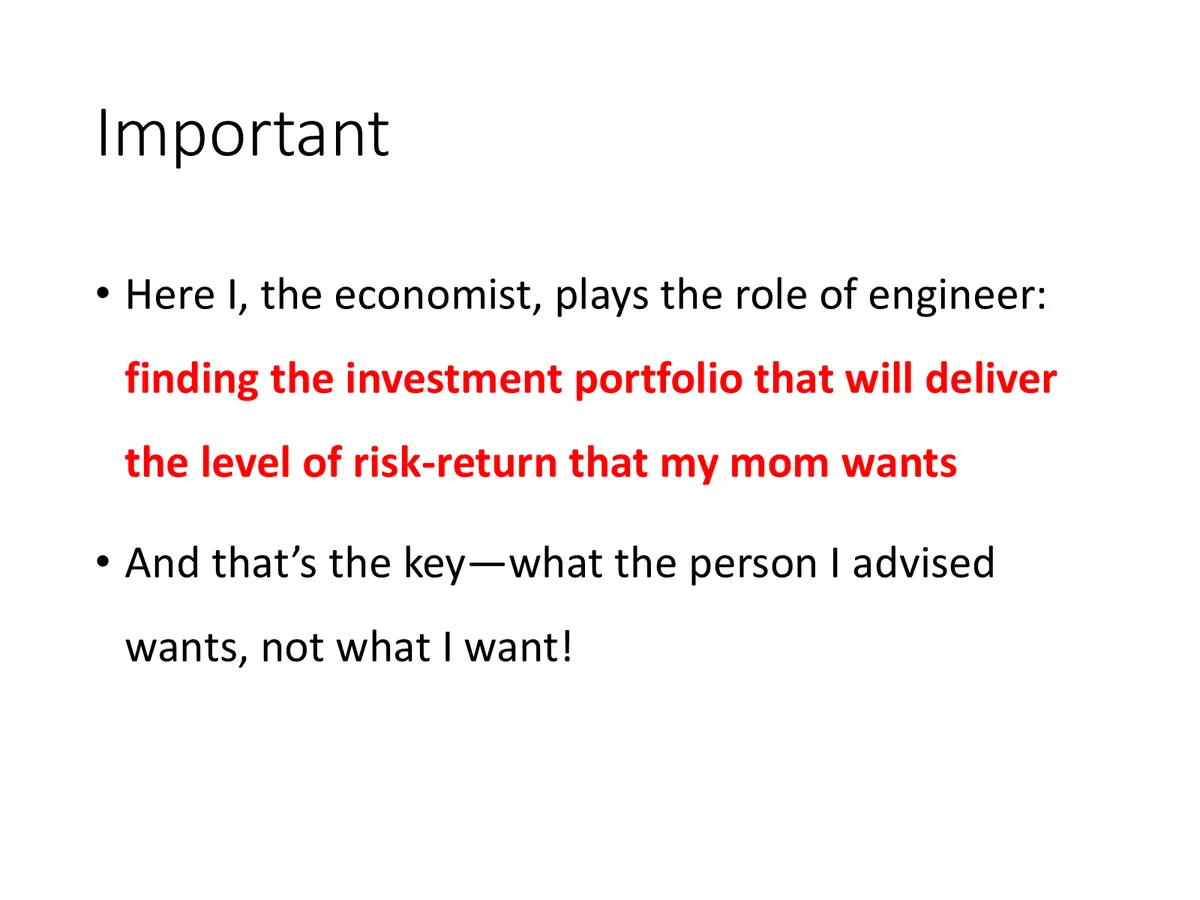 Important
• Here I, the economist, plays the role of engineer:
finding the investment portfolio that will deliver
the level of risk-return that my mom wants
• And that’s the key—what the person I advised
wants, not what I want!